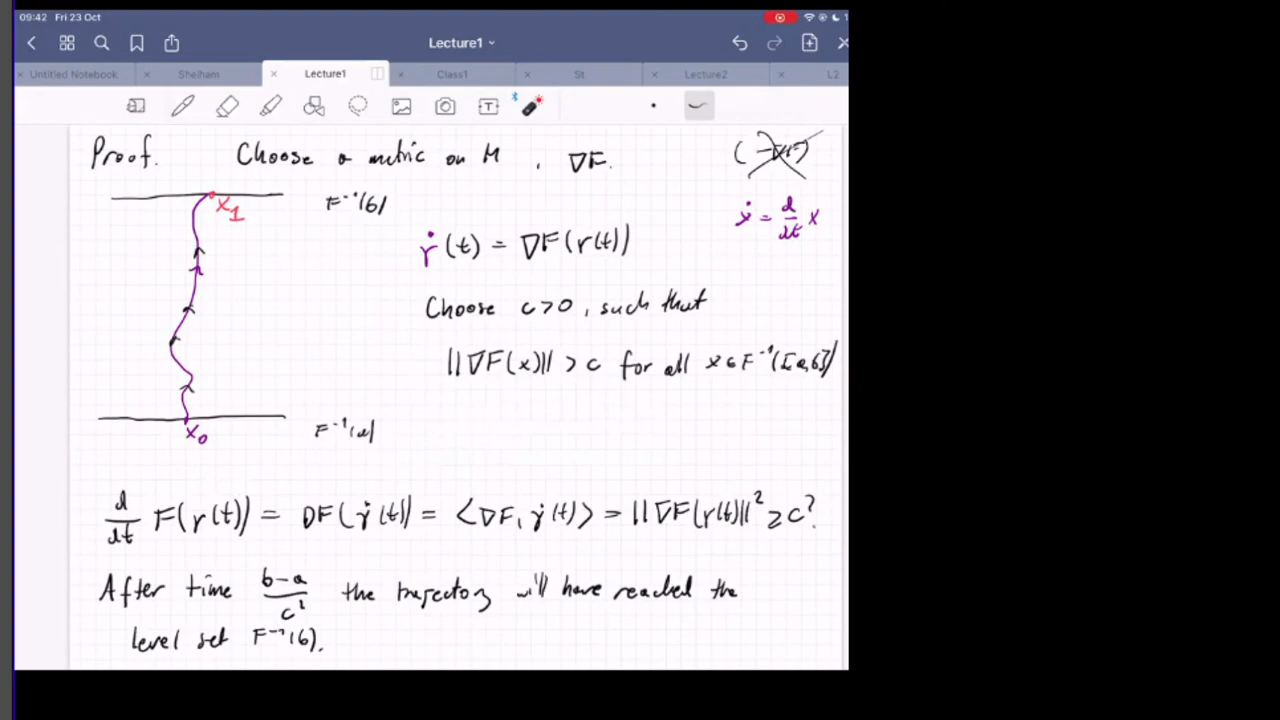 09:42 Fri 23 Oct
Lecture1
Untitled Notebook
Sheiham
Lecture1
Class1
St
Lecture2
L2
Proof. Choose a metric on M , ∇F.
F⁻¹(b)
x₁
ẋ = d/dt x
γ̇(t) = ∇F(γ(t))
Choose c>0, such that
||∇F(x)|| > c for all x∈F⁻¹([a,b])
F⁻¹(a)
x₀
d/dt F(γ(t)) = DF(γ̇(t)) = <∇F, γ̇(t)> = ||∇F(γ(t))||² ≥ c².
After time b-a/c² the trajectory will have reached the
level set F⁻¹(b).